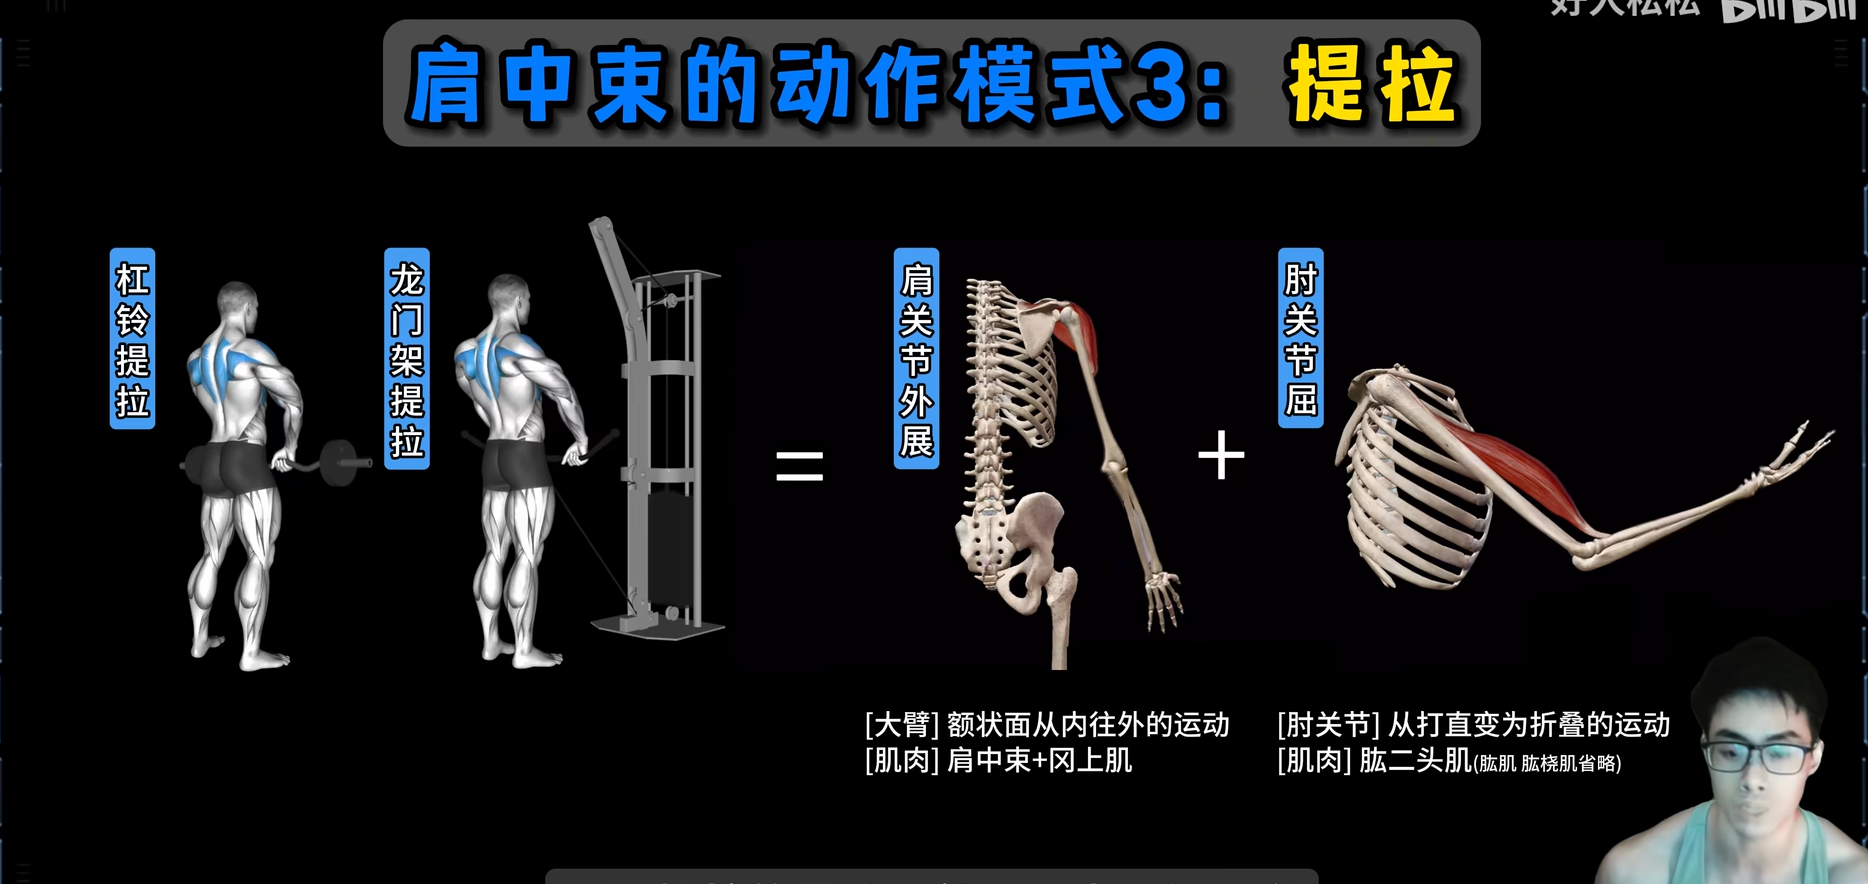 好人松松 bilibili
肩中束的动作模式3：提拉
杠铃提拉
龙门架提拉
=
肩关节外展
+
肘关节屈
[大臂] 额状面从内往外的运动
[肌肉] 肩中束+冈上肌
[肘关节] 从打直变为折叠的运动
[肌肉] 肱二头肌(肱肌 肱桡肌省略)